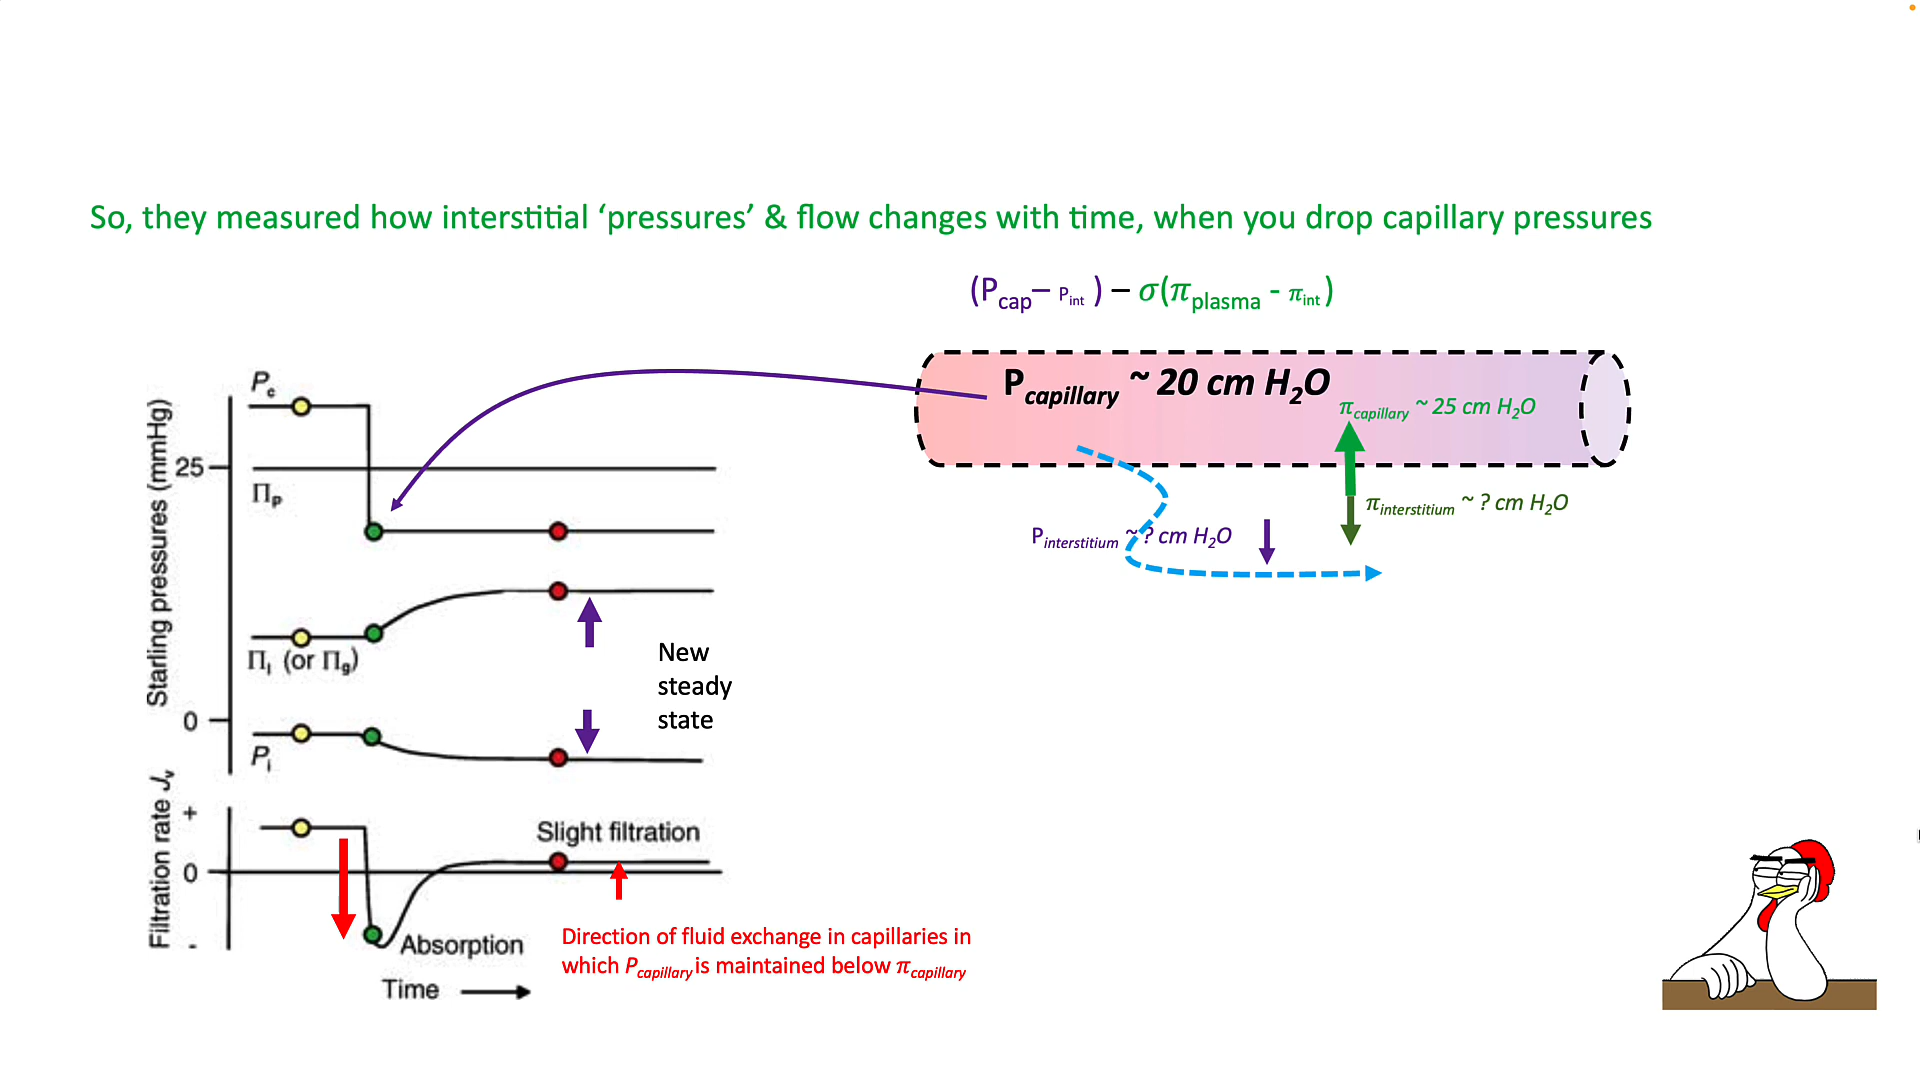 So, they measured how interstitial ‘pressures’ & flow changes with time, when you drop capillary pressures
(Pcap– Pint ) – σ(πplasma - πint)
Pcapillary ~ 20 cm H2O
πcapillary ~ 25 cm H2O
πinterstitium ~ ? cm H2O
Pinterstitium ~ ? cm H2O
Starling pressures (mmHg)
Pc
25
Πp
Πi (or Πg)
0
Pi
New
steady
state
Filtration rate Jv
+
0
-
Slight filtration
Absorption
Time
Direction of fluid exchange in capillaries in
which Pcapillary is maintained below πcapillary